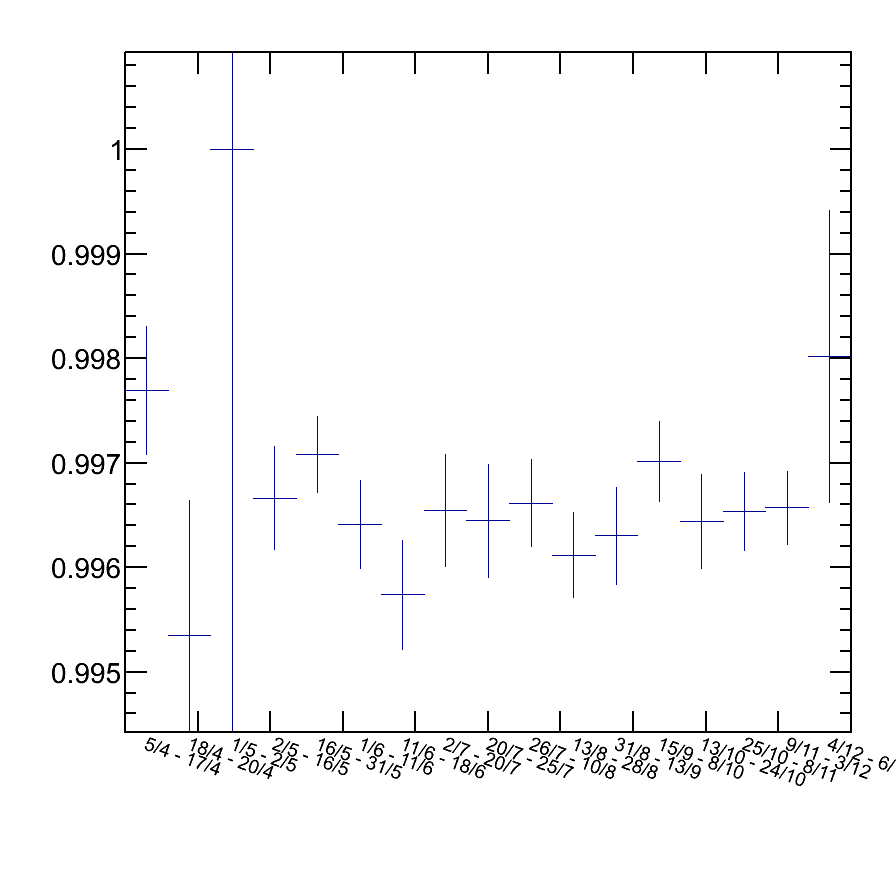 1
0.999
0.998
0.997
0.996
0.995
5/4 - 17/4
18/4 - 20/4
1/5 - 2/5
2/5 - 16/5
16/5 - 31/5
1/6 - 11/6
11/6 - 18/6
2/7 - 20/7
20/7 - 25/7
26/7 - 10/8
13/8 - 28/8
31/8 - 13/9
15/9 - 8/10
13/10 - 24/10
25/10 - 8/11
9/11 - 3/12
4/12 - 6/